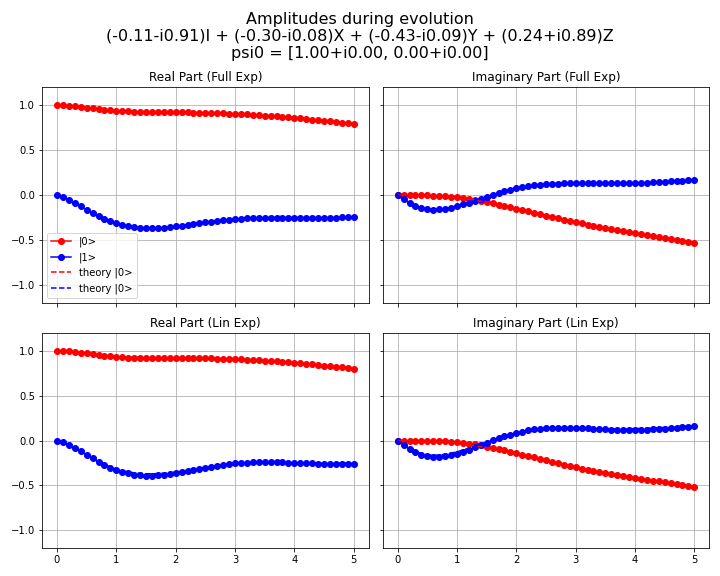 Amplitudes during evolution
(-0.11-i0.91)I + (-0.30-i0.08)X + (-0.43-i0.09)Y + (0.24+i0.89)Z
psi0 = [1.00+i0.00, 0.00+i0.00]
Real Part (Full Exp)
Imaginary Part (Full Exp)
1.0
0.5
0.0
−0.5
−1.0
|0>
|1>
theory |0>
theory |0>
Real Part (Lin Exp)
Imaginary Part (Lin Exp)
1.0
0.5
0.0
−0.5
−1.0
0 1 2 3 4 5
0 1 2 3 4 5